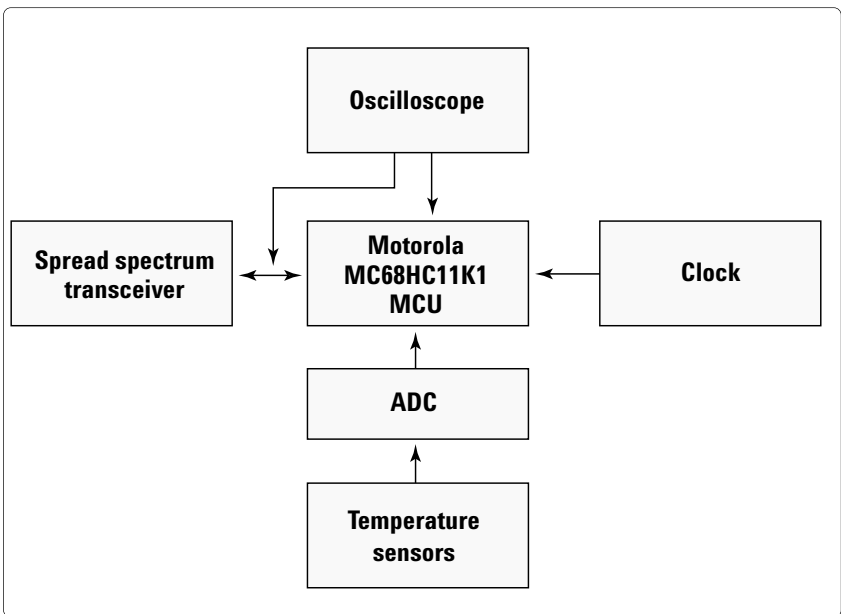 Oscilloscope
Spread spectrum
transceiver
Motorola
MC68HC11K1
MCU
Clock
ADC
Temperature
sensors